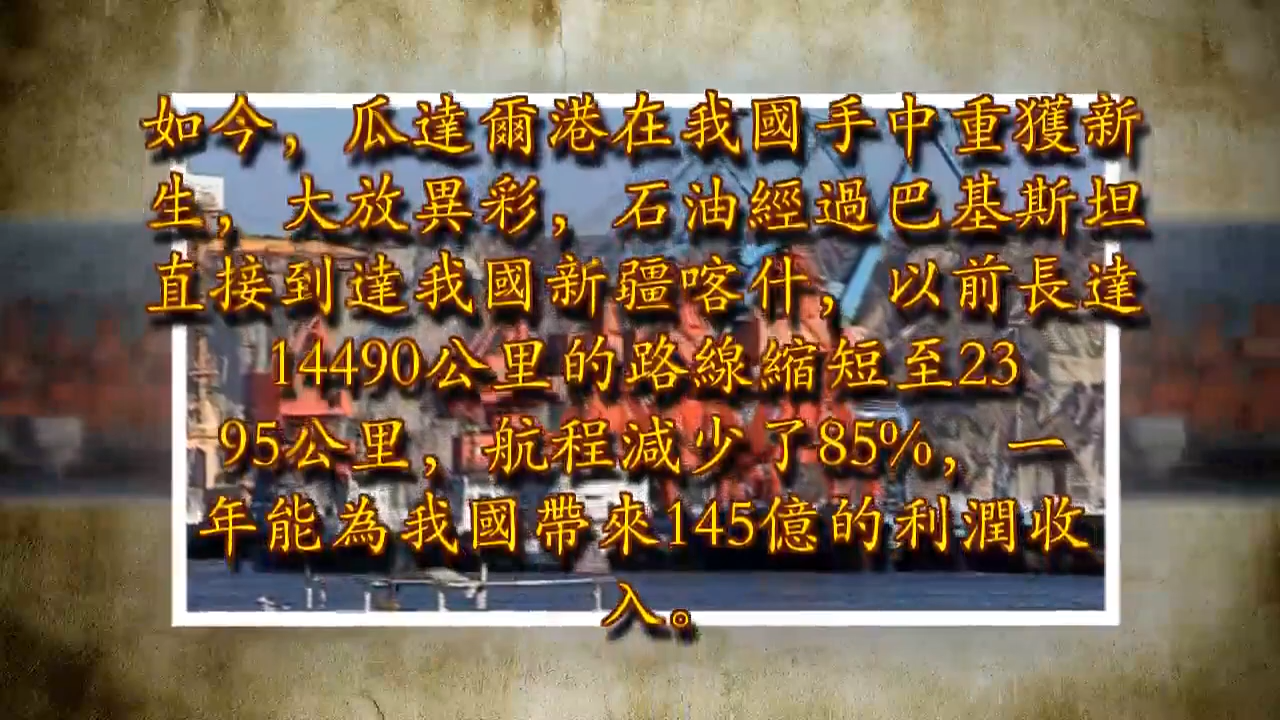 如今，瓜達爾港在我國手中重獲新
生，大放異彩，石油經過巴基斯坦
直接到達我國新疆喀什，以前長達
14490公里的路線縮短至23
95公里，航程減少了85%，一
年能為我國帶來145億的利潤收
入。